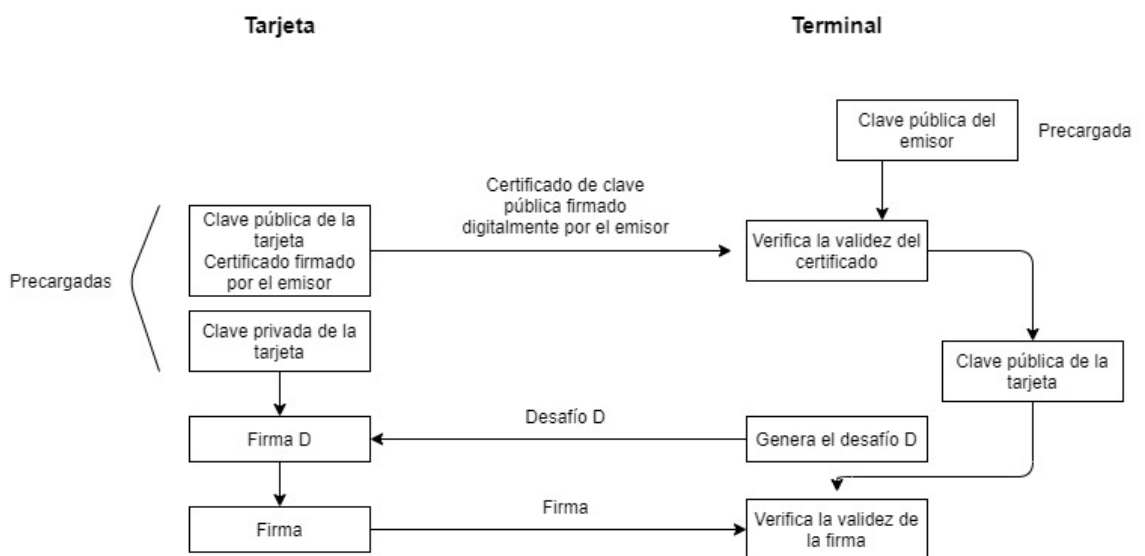 Tarjeta
Terminal
Clave pública del
emisor
Precargada
Certificado de clave
pública firmado
digitalmente por el emisor
Clave pública de la
tarjeta
Certificado firmado
por el emisor
Verifica la validez del
certificado
Precargadas
Clave privada de la
tarjeta
Clave pública de la
tarjeta
Desafío D
Firma D
Genera el desafío D
Firma
Firma
Verifica la validez de
la firma